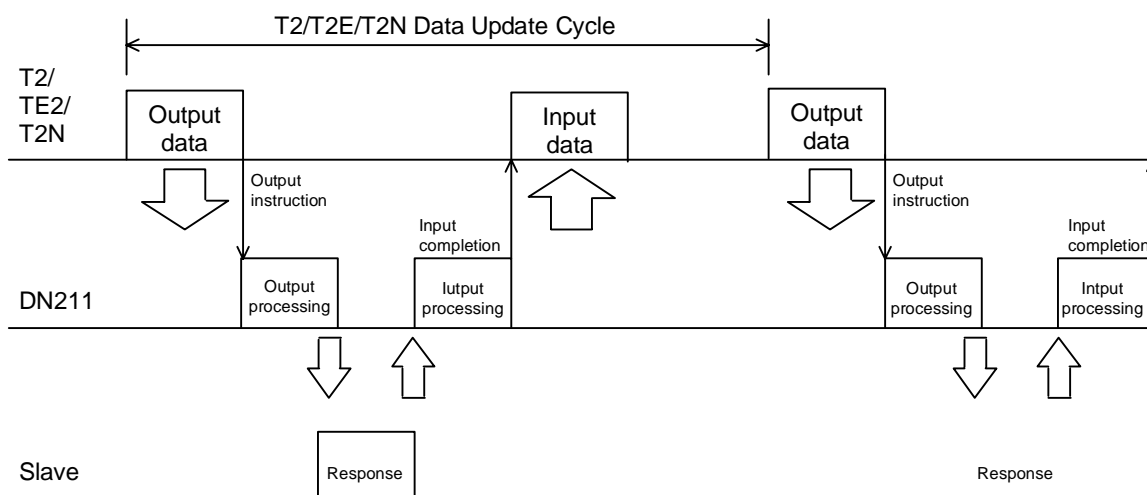 T2/T2E/T2N Data Update Cycle
T2/
TE2/
T2N
Output
data
Input
data
Output
data
Output
instruction
Input
completion
Output
instruction
Input
completion
DN211
Output
processing
Iutput
processing
Output
processing
Intput
processing
Slave
Response
Response